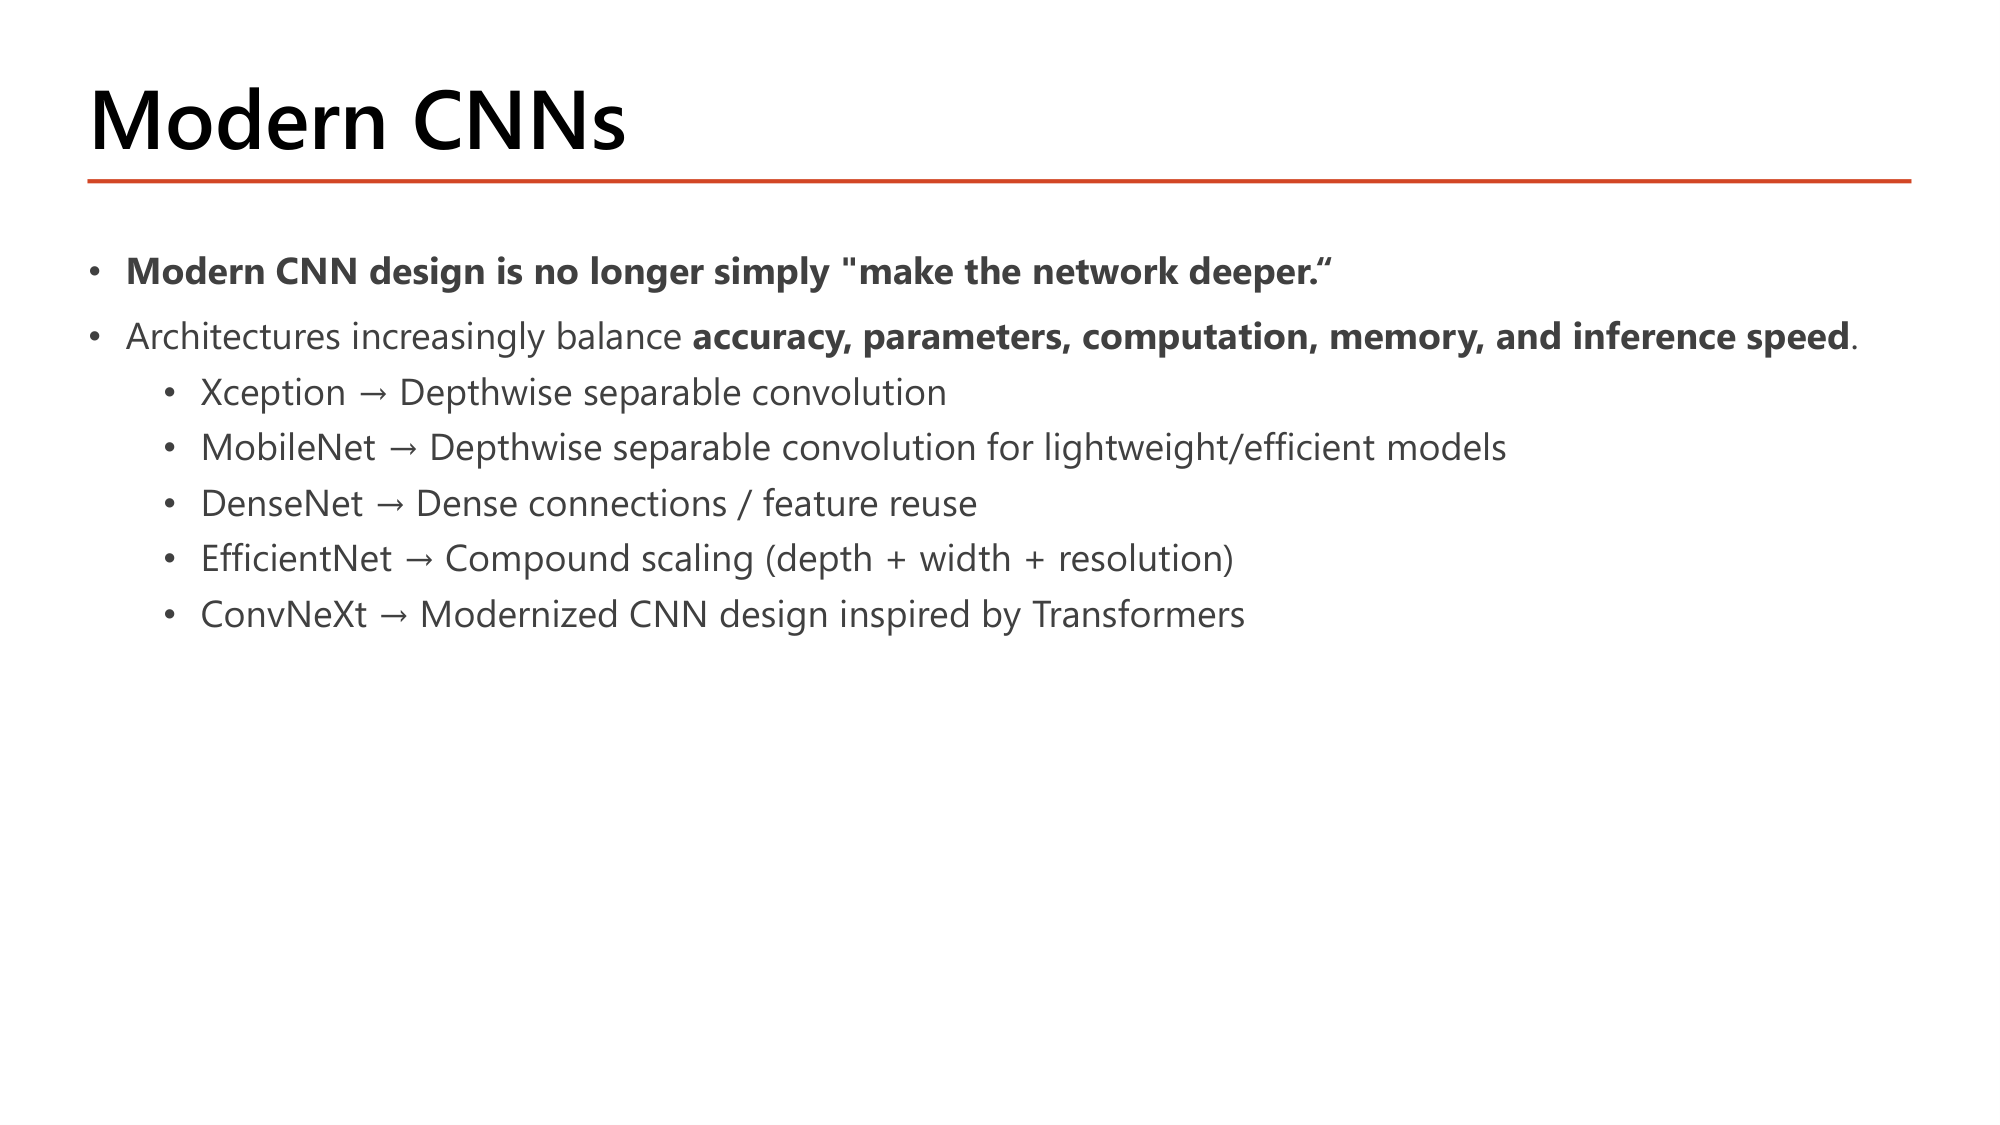 Modern CNNs
• Modern CNN design is no longer simply "make the network deeper.“
• Architectures increasingly balance accuracy, parameters, computation, memory, and inference speed.
• Xception → Depthwise separable convolution
• MobileNet → Depthwise separable convolution for lightweight/efficient models
• DenseNet → Dense connections / feature reuse
• EfficientNet → Compound scaling (depth + width + resolution)
• ConvNeXt → Modernized CNN design inspired by Transformers